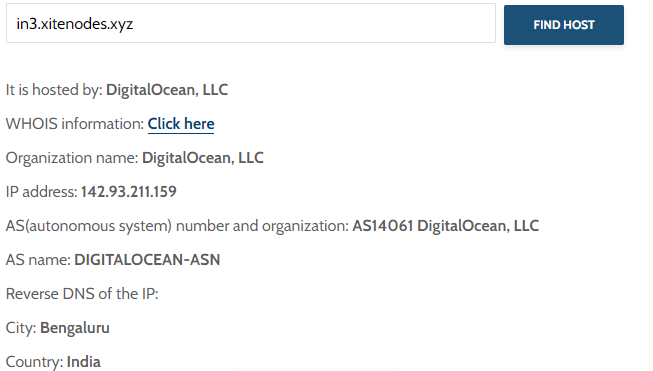 in3.xitenodes.xyz
FIND HOST
It is hosted by: DigitalOcean, LLC
WHOIS information: Click here
Organization name: DigitalOcean, LLC
IP address: 142.93.211.159
AS(autonomous system) number and organization: AS14061 DigitalOcean, LLC
AS name: DIGITALOCEAN-ASN
Reverse DNS of the IP:
City: Bengaluru
Country: India